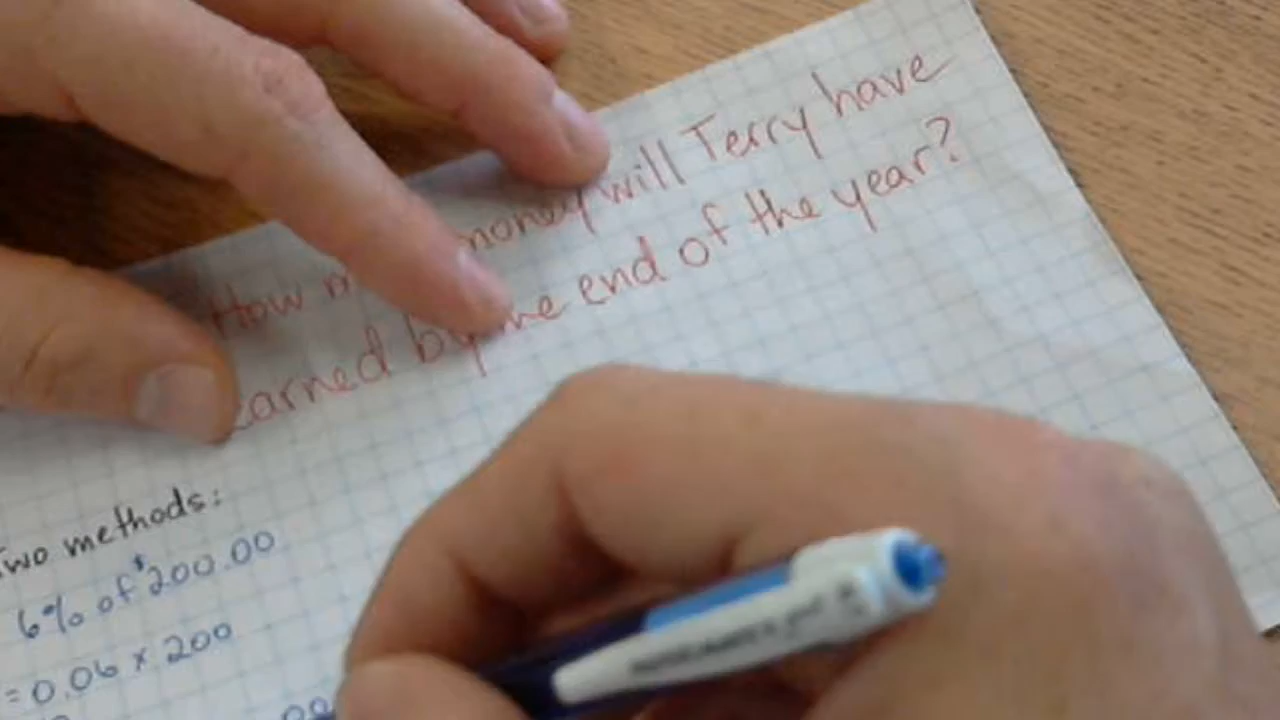 How money will Terry have
earned by the end of the year?
Two methods:
6% of $200.00
= 0.06 x 200